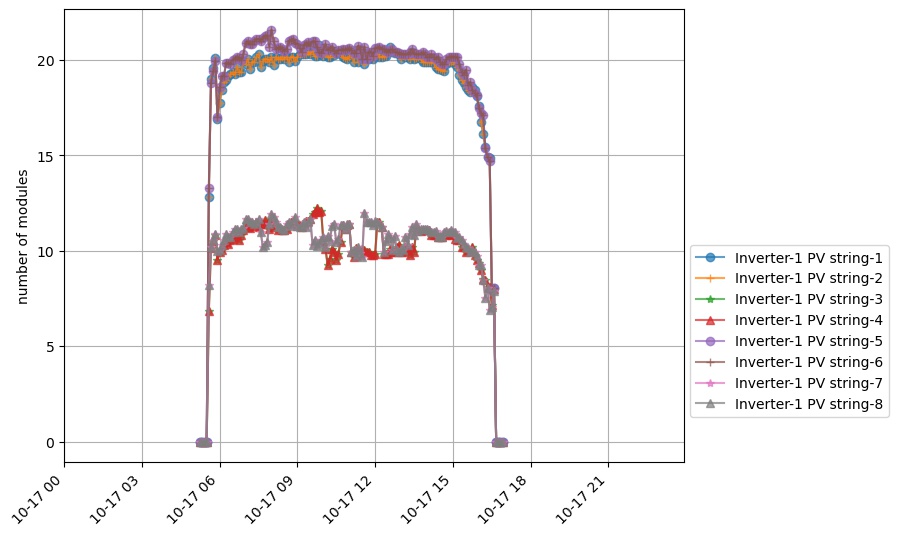 number of modules
20
15
10
5
0
10-17 00
10-17 03
10-17 06
10-17 09
10-17 12
10-17 15
10-17 18
10-17 21
Inverter-1 PV string-1
Inverter-1 PV string-2
Inverter-1 PV string-3
Inverter-1 PV string-4
Inverter-1 PV string-5
Inverter-1 PV string-6
Inverter-1 PV string-7
Inverter-1 PV string-8